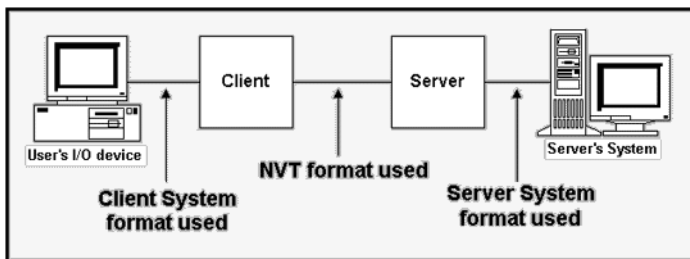 Client
Server
User's I/O device
Server's System
NVT format used
Client System
format used
Server System
format used